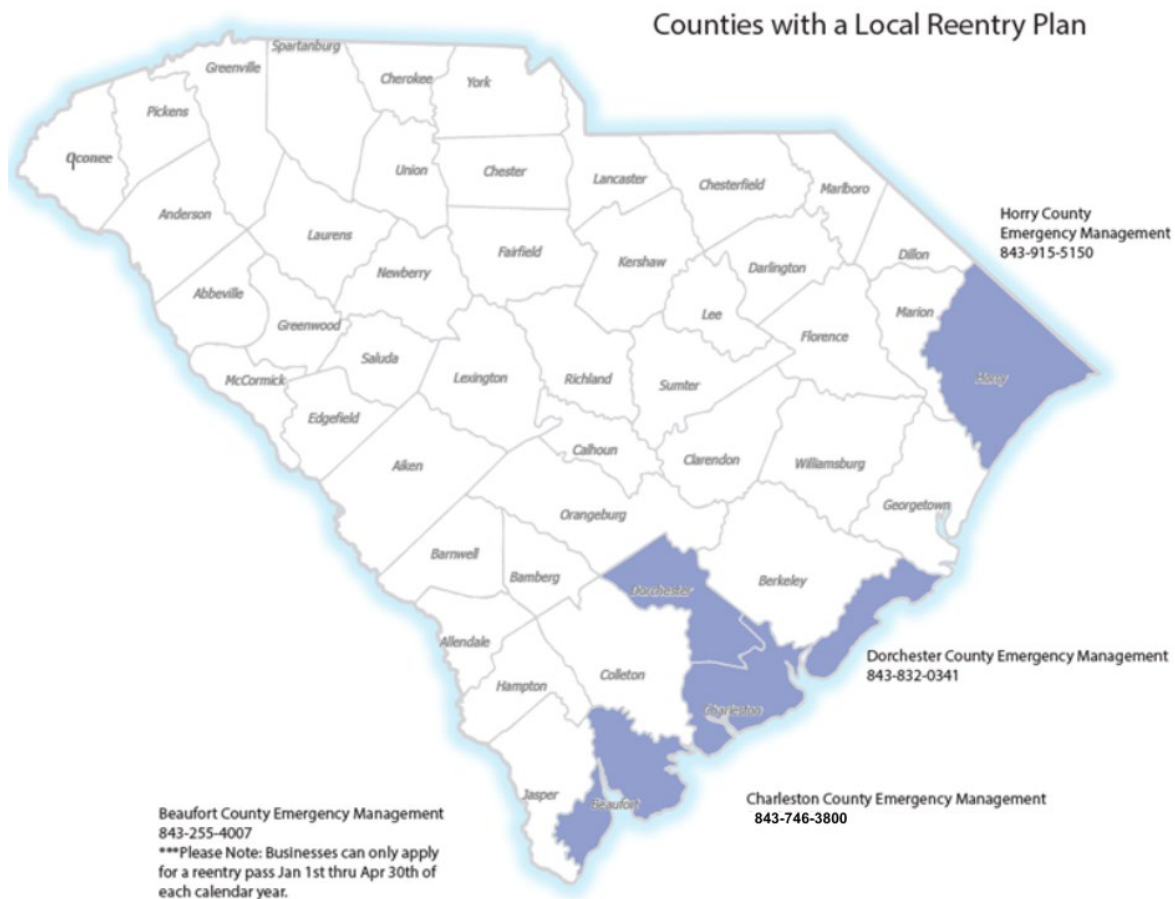 Counties with a Local Reentry Plan
Spartanburg
Greenville
Cherokee
York
Pickens
Oconee
Union
Chester
Lancaster
Chesterfield
Marlboro
Anderson
Laurens
Horry County
Emergency Management
843-915-5150
Newberry
Fairfield
Kershaw
Darlington
Dillon
Abbeville
Greenwood
Lee
Marion
Florence
Saluda
McCormick
Lexington
Richland
Sumter
Horry
Edgefield
Aiken
Calhoun
Clarendon
Williamsburg
Georgetown
Orangeburg
Barnwell
Bamberg
Dorchester
Berkeley
Allendale
Colleton
Hampton
Dorchester County Emergency Management
843-832-0341
Charleston
Jasper
Beaufort
Charleston County Emergency Management
843-746-3800
Beaufort County Emergency Management
843-255-4007
***Please Note: Businesses can only apply
for a reentry pass Jan 1st thru Apr 30th of
each calendar year.